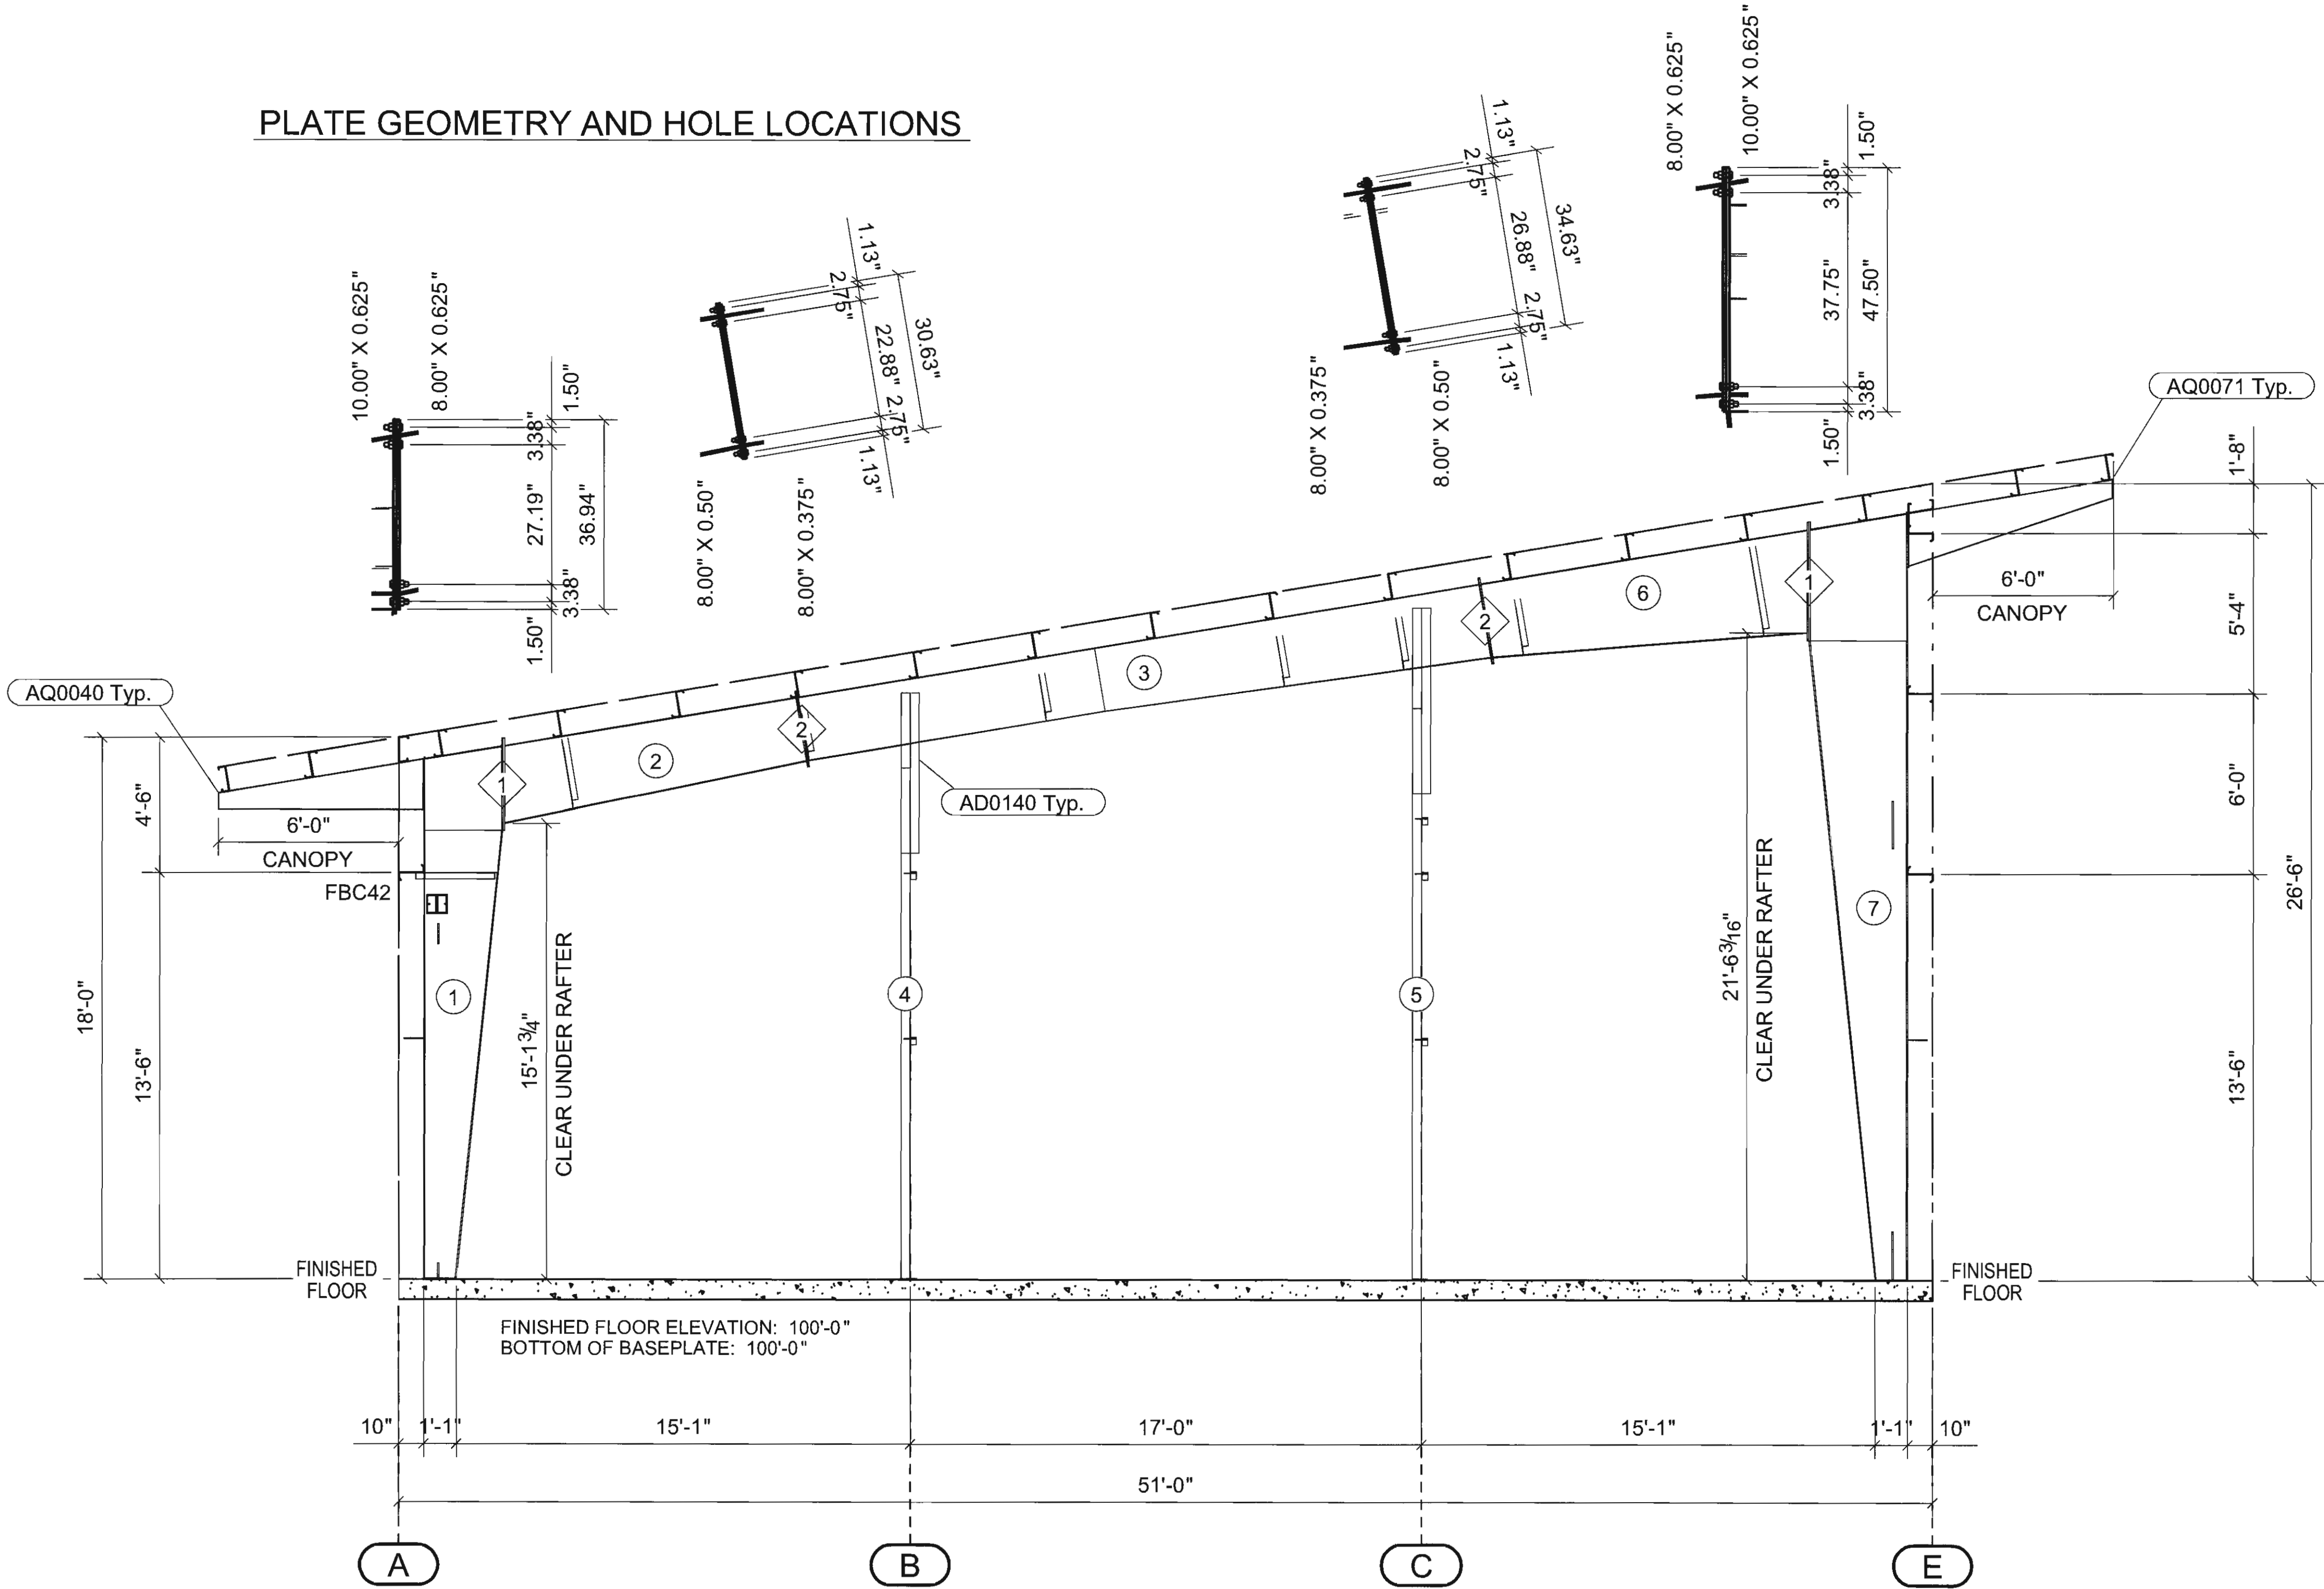 PLATE GEOMETRY AND HOLE LOCATIONS
10.00" X 0.625"
8.00" X 0.625"
1.50"
3.38"
27.19"
36.94"
3.38"
1.50"
1.13"
2.75"
22.88"
30.63"
2.75"
1.13"
8.00" X 0.50"
8.00" X 0.375"
1.13"
2.75"
26.88"
34.63"
2.75"
1.13"
8.00" X 0.375"
8.00" X 0.50"
8.00" X 0.625"
10.00" X 0.625"
1.50"
3.38"
37.75"
47.50"
3.38"
1.50"
AQ0071 Typ.
AQ0040 Typ.
AD0140 Typ.
6'-0"
CANOPY
FBC42
6'-0"
CANOPY
1
2
2
3
2
6
1
1
4
5
7
18'-0"
4'-6"
13'-6"
15'-1¾"
CLEAR UNDER RAFTER
21'-6³⁄₁₆"
CLEAR UNDER RAFTER
1'-8"
5'-4"
6'-0"
13'-6"
26'-6"
FINISHED
FLOOR
FINISHED
FLOOR
FINISHED FLOOR ELEVATION: 100'-0"
BOTTOM OF BASEPLATE: 100'-0"
10"
1'-1"
15'-1"
17'-0"
15'-1"
1'-1"
10"
51'-0"
A
B
C
E